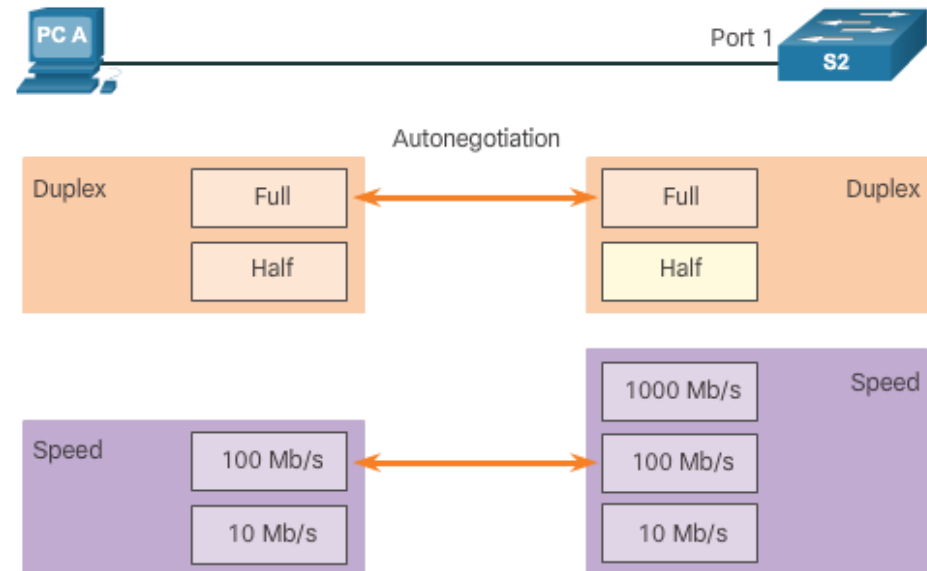 PC A
Port 1
S2
Autonegotiation
Duplex
Full
Full
Duplex
Half
Half
1000 Mb/s
Speed
Speed
100 Mb/s
100 Mb/s
10 Mb/s
10 Mb/s